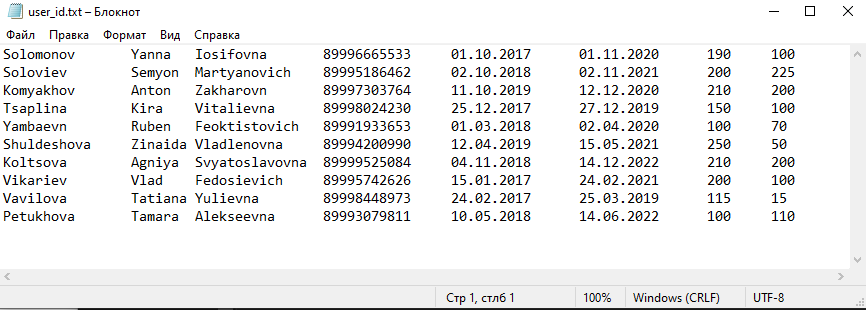 user_id.txt – Блокнот
Файл Правка Формат Вид Справка
Solomonov Yanna Iosifovna 89996665533 01.10.2017 01.11.2020 190 100
Soloviev Semyon Martyanovich 89995186462 02.10.2018 02.11.2021 200 225
Komyakhov Anton Zakharovn 89997303764 11.10.2019 12.12.2020 210 200
Tsaplina Kira Vitalievna 89998024230 25.12.2017 27.12.2019 150 100
Yambaevn Ruben Feoktistovich 89991933653 01.03.2018 02.04.2020 100 70
Shuldeshova Zinaida Vladlenovna 89994200990 12.04.2019 15.05.2021 250 50
Koltsova Agniya Svyatoslavovna 89999525084 04.11.2018 14.12.2022 210 200
Vikariev Vlad Fedosievich 89995742626 15.01.2017 24.02.2021 200 100
Vavilova Tatiana Yulievna 89998448973 24.02.2017 25.03.2019 115 15
Petukhova Tamara Alekseevna 89993079811 10.05.2018 14.06.2022 100 110
Стр 1, стлб 1 100% Windows (CRLF) UTF-8